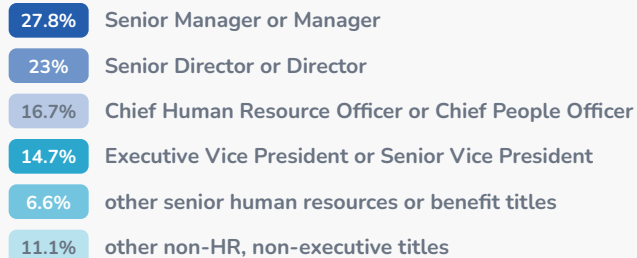 27.8% Senior Manager or Manager
23% Senior Director or Director
16.7% Chief Human Resource Officer or Chief People Officer
14.7% Executive Vice President or Senior Vice President
6.6% other senior human resources or benefit titles
11.1% other non-HR, non-executive titles